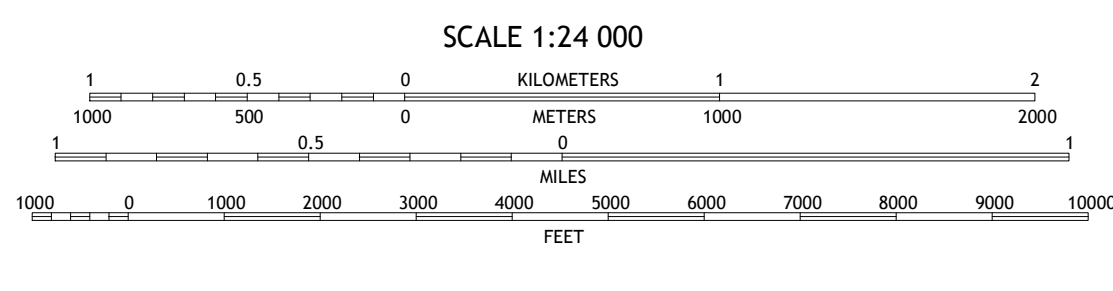 SCALE 1:24 000
1 0.5 0 KILOMETERS 1 2
1000 500 0 METERS 1000 2000
1 0.5 0 1
MILES
1000 0 1000 2000 3000 4000 5000 6000 7000 8000 9000 10000
FEET